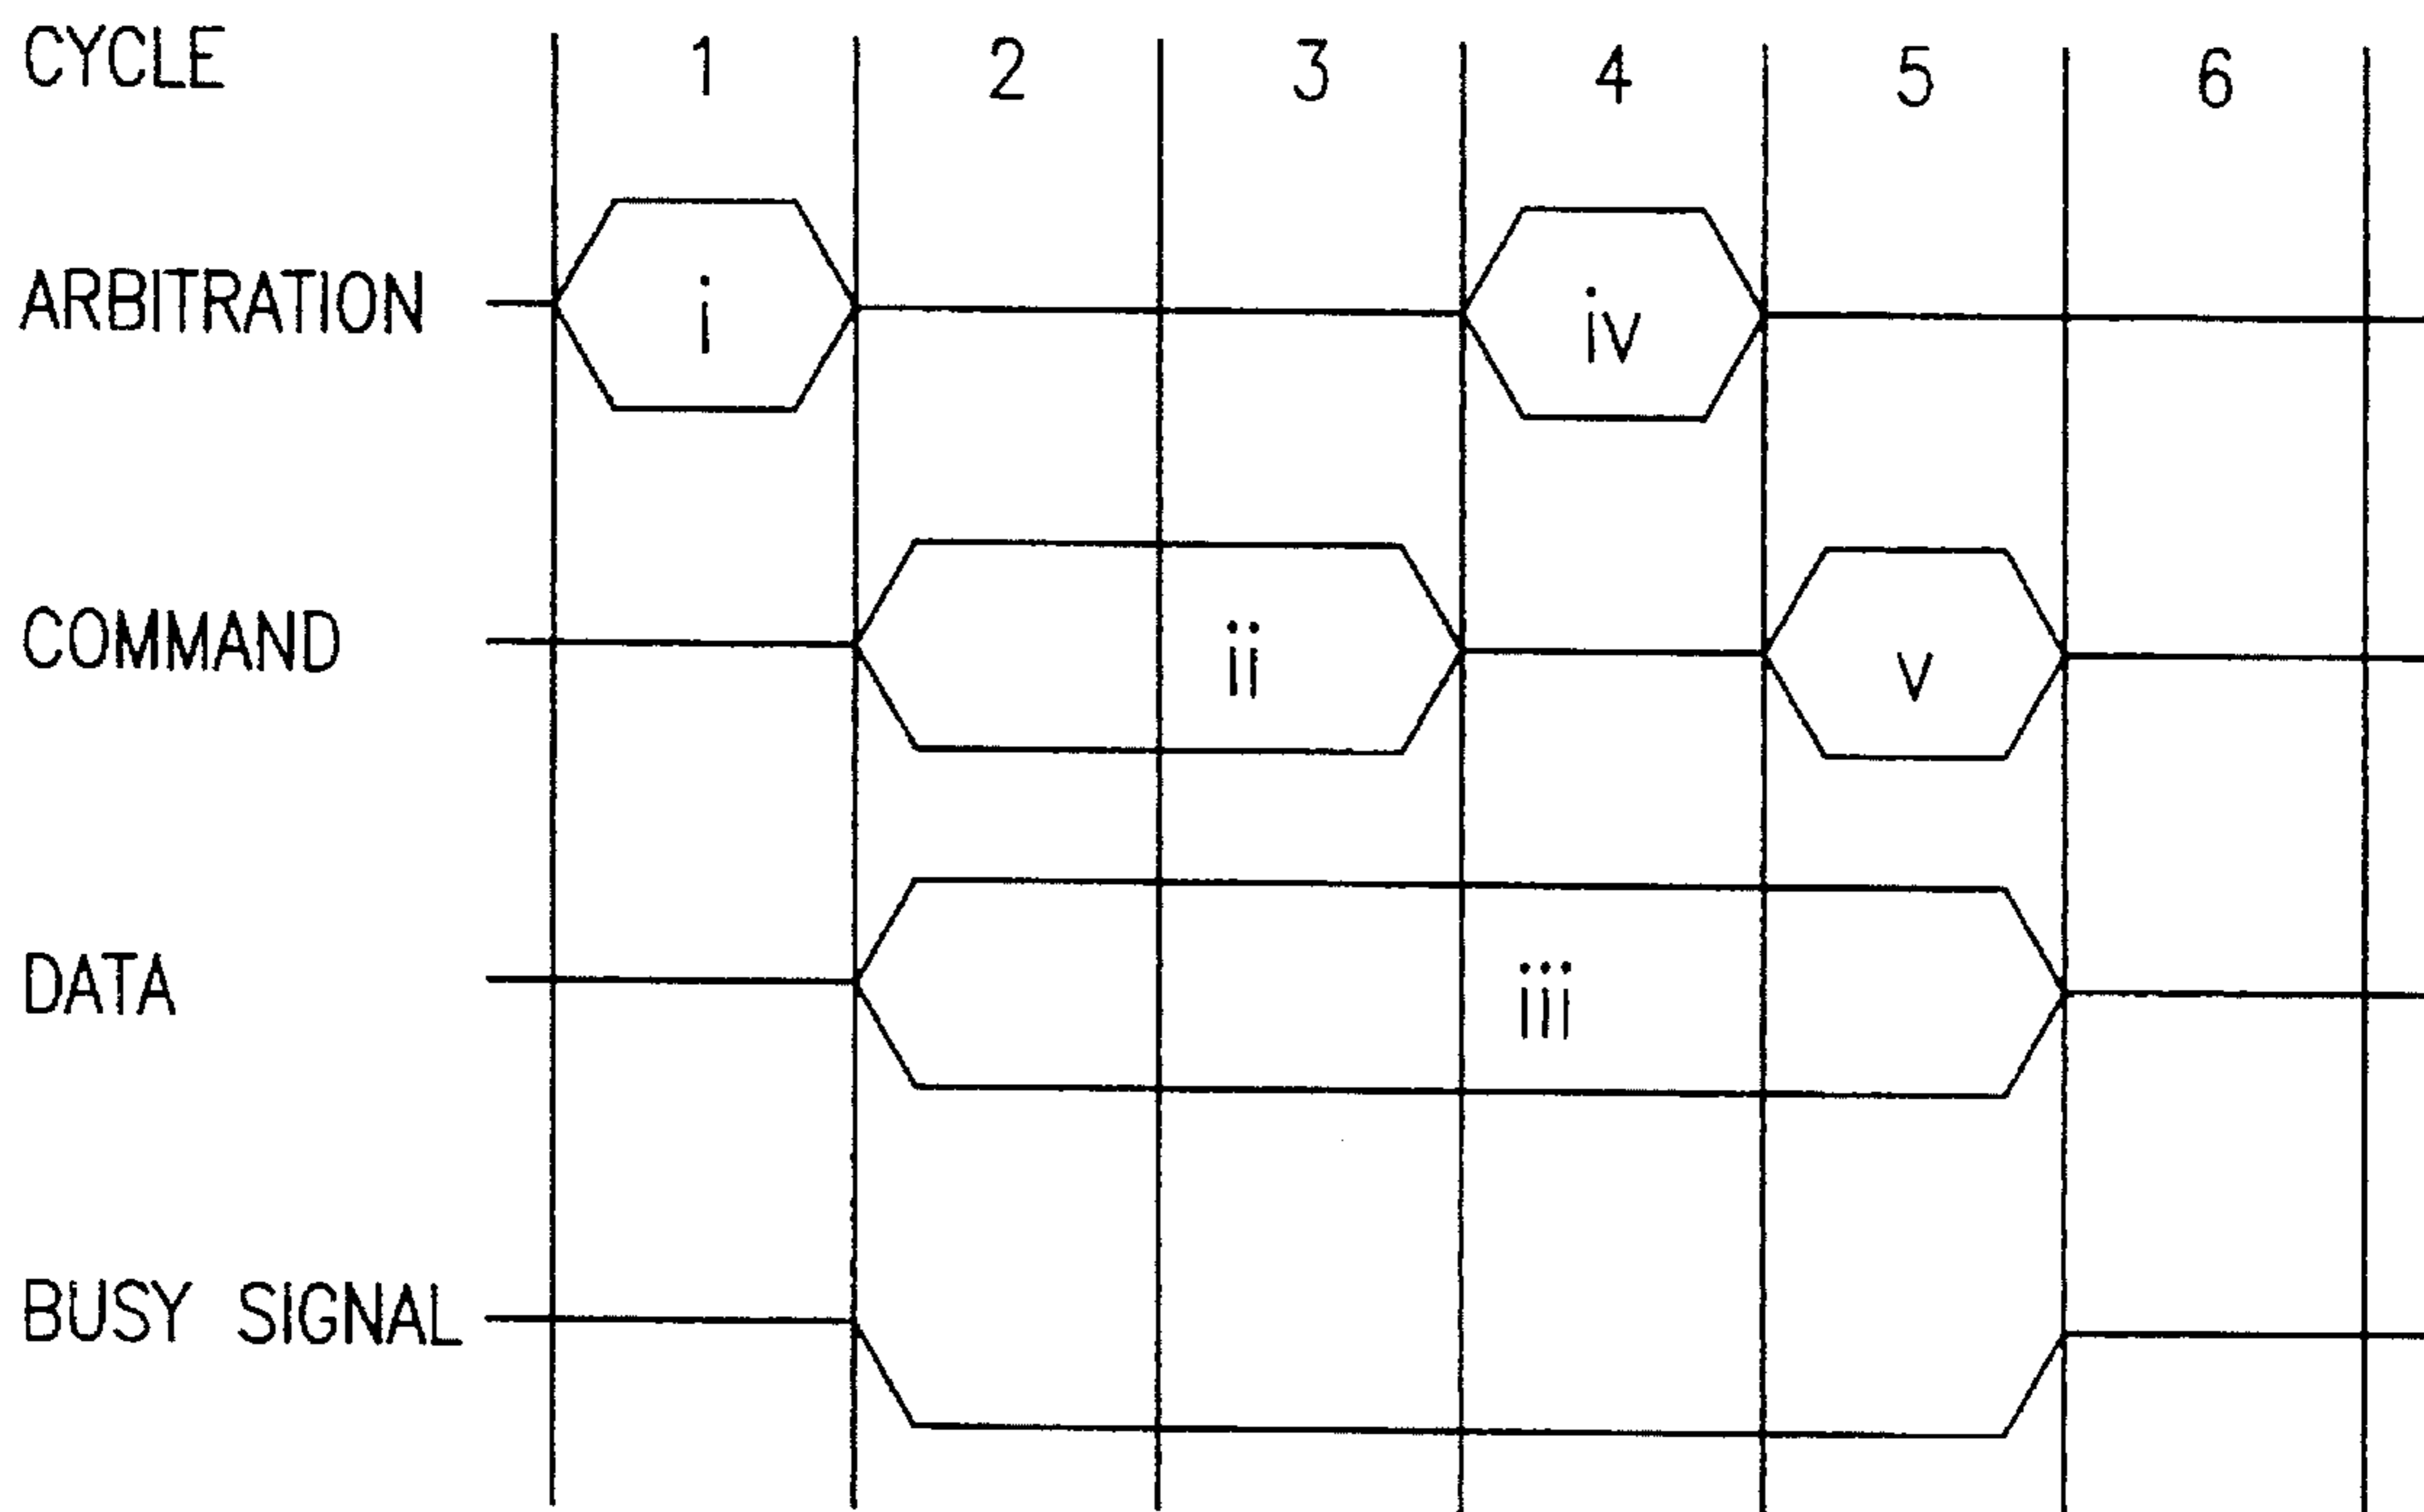 CYCLE 1 2 3 4 5 6
ARBITRATION i iv
COMMAND ii v
DATA iii
BUSY SIGNAL